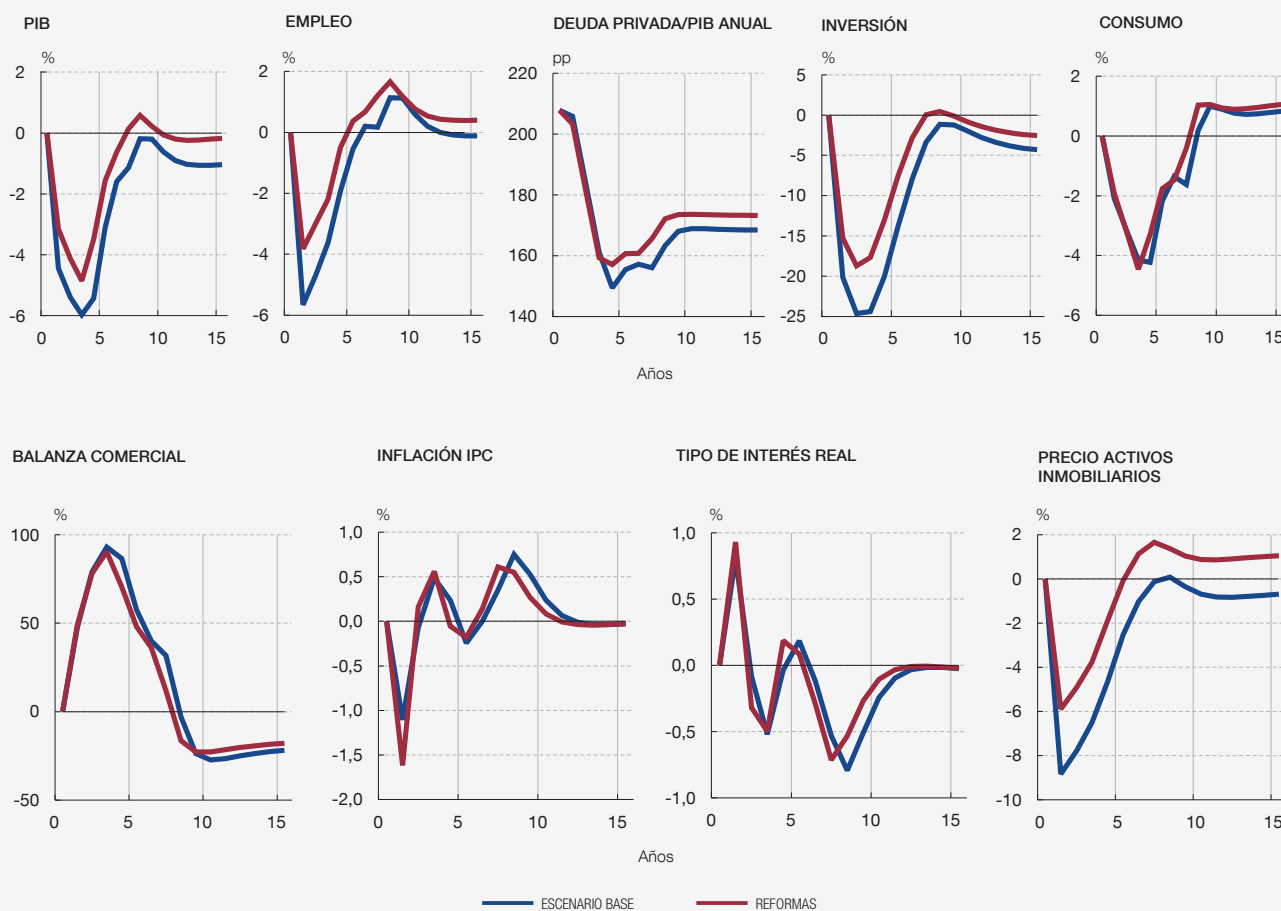 PIB
EMPLEO
DEUDA PRIVADA/PIB ANUAL
INVERSIÓN
CONSUMO
%
2
0
-2
-4
-6
0 5 10 15
%
2
0
-2
-4
-6
0 5 10 15
pp
220
200
180
160
140
0 5 10 15
%
5
0
-5
-10
-15
-20
-25
0 5 10 15
%
2
0
-2
-4
-6
0 5 10 15
Años
BALANZA COMERCIAL
INFLACIÓN IPC
TIPO DE INTERÉS REAL
PRECIO ACTIVOS
INMOBILIARIOS
%
100
50
0
-50
0 5 10 15
%
1,0
0,5
0,0
-0,5
-1,0
-1,5
-2,0
0 5 10 15
%
1,0
0,5
0,0
-0,5
-1,0
0 5 10 15
%
2
0
-2
-4
-6
-8
-10
0 5 10 15
Años
ESCENARIO BASE
REFORMAS